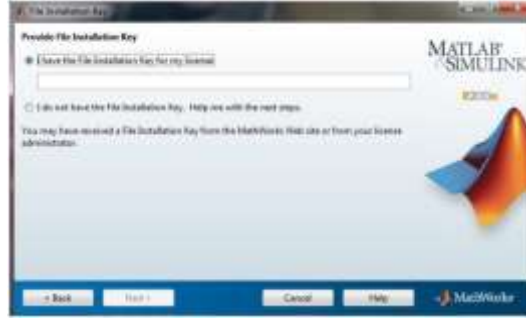 File Installation Key
Provide File Installation Key
I have the File Installation Key for my license:
I do not have the File Installation Key. Help me with the next steps.
You may have received a File Installation Key from the MathWorks Web site or from your license
administrator.
MATLAB®
SIMULINK®
< Back
Next >
Cancel
Help
MathWorks